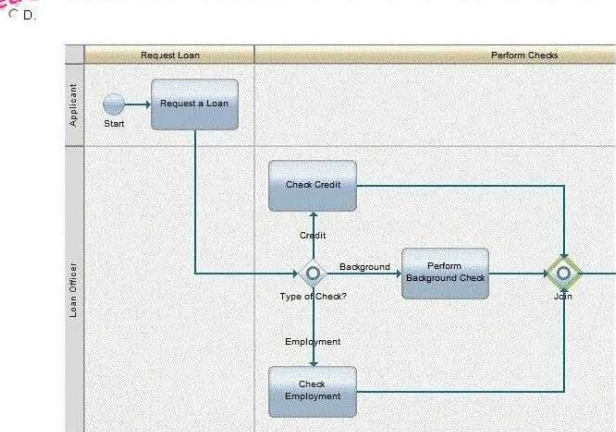 C D.
Request Loan
Perform Checks
Applicant
Request a Loan
Start
Loan Officer
Check Credit
Credit
Background
Perform
Background Check
Type of Check?
Join
Employment
Check
Employment